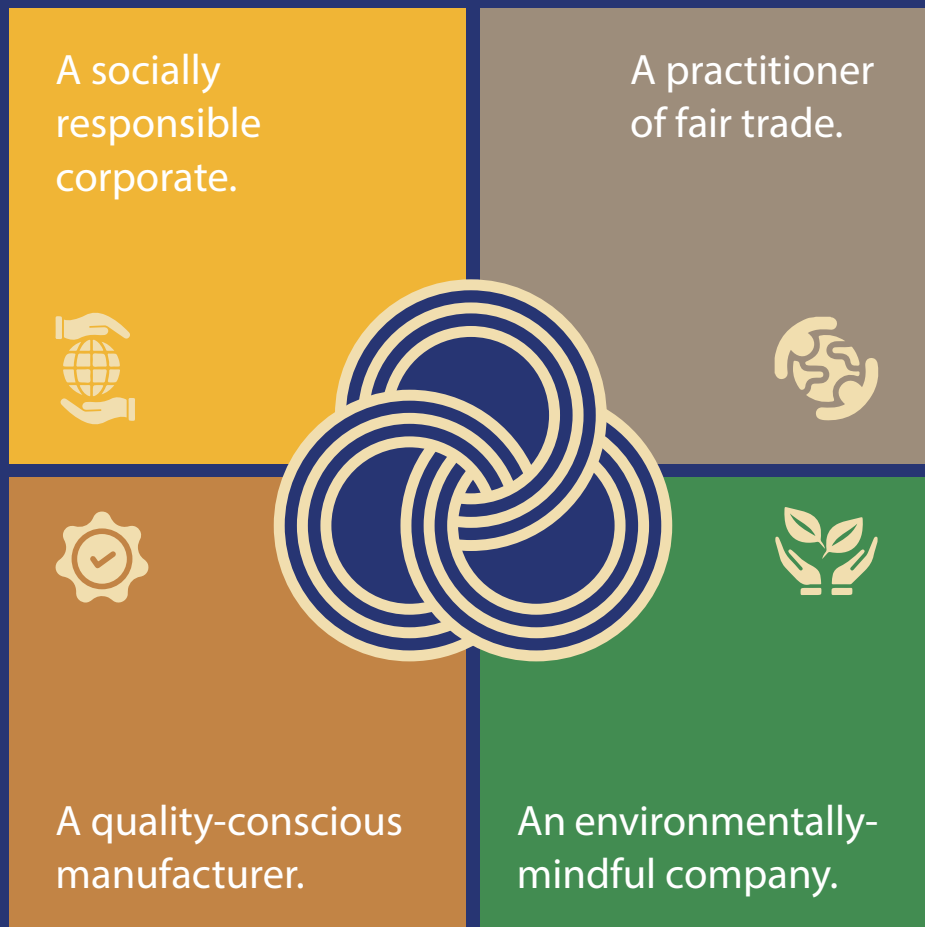 A socially
responsible
corporate.
A practitioner
of fair trade.
A quality-conscious
manufacturer.
An environmentally-
mindful company.